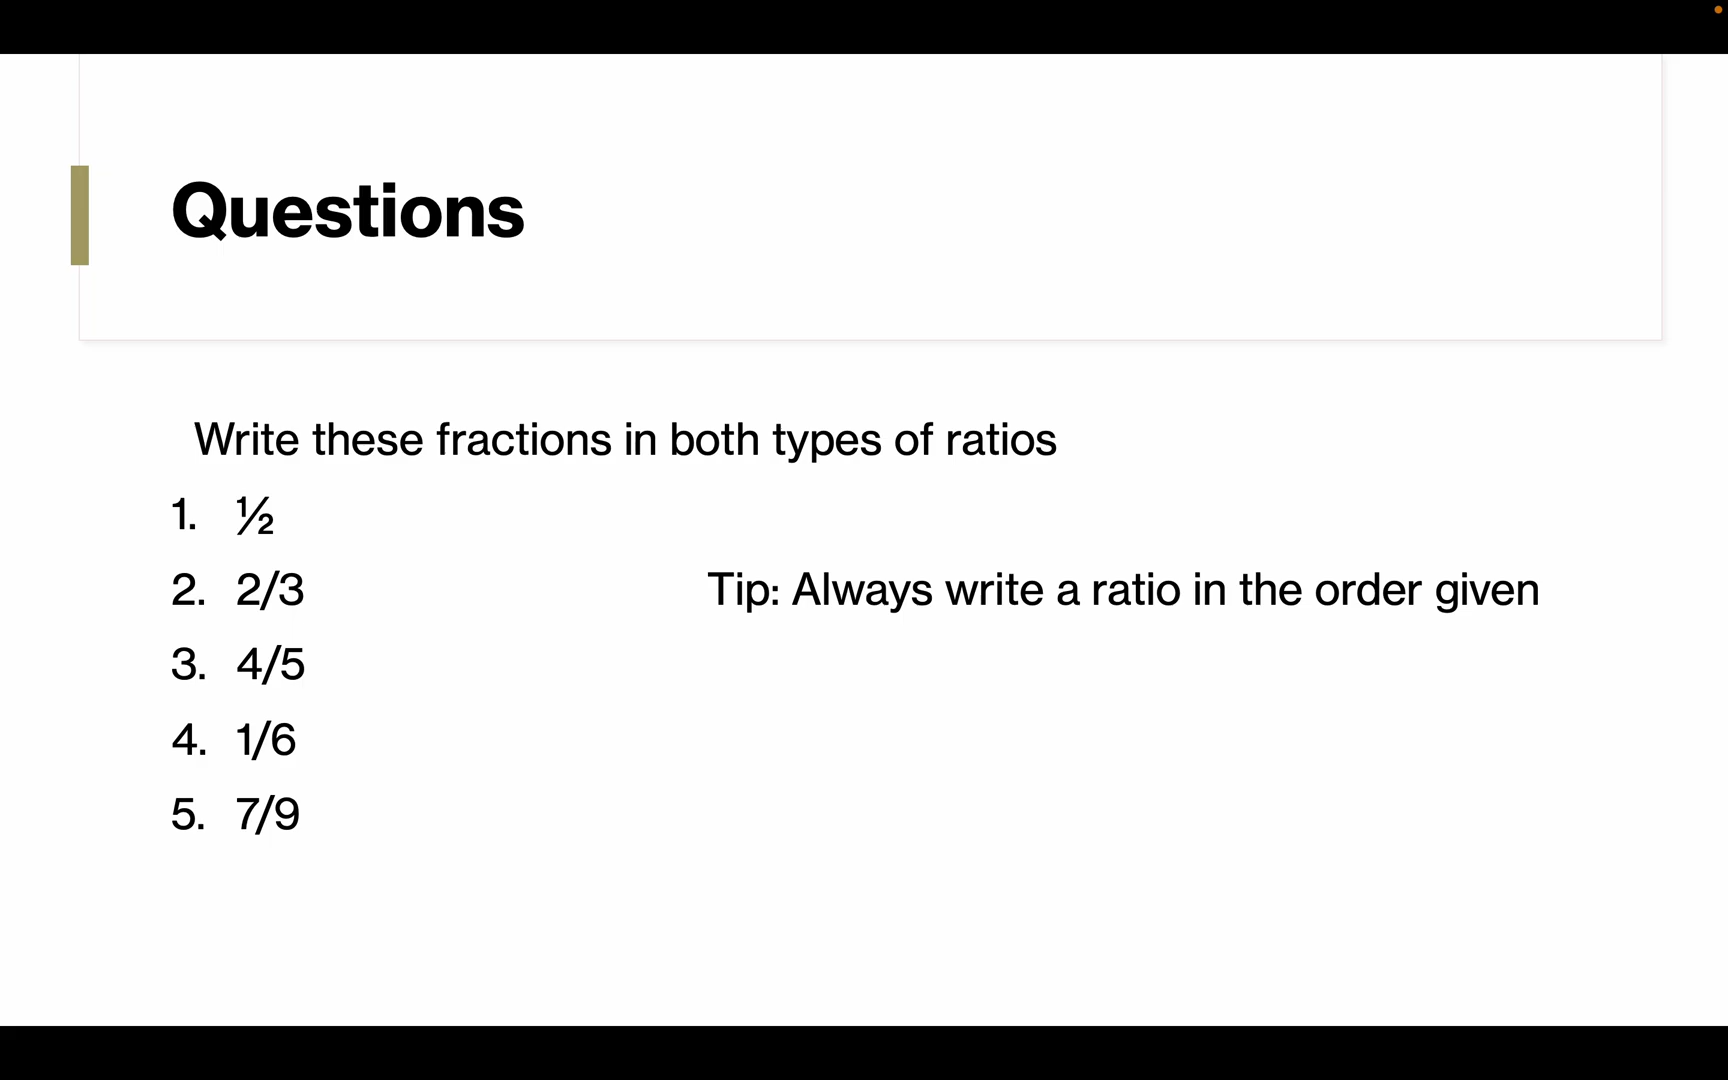 Questions
Write these fractions in both types of ratios
1. ½
2. 2/3
Tip: Always write a ratio in the order given
3. 4/5
4. 1/6
5. 7/9